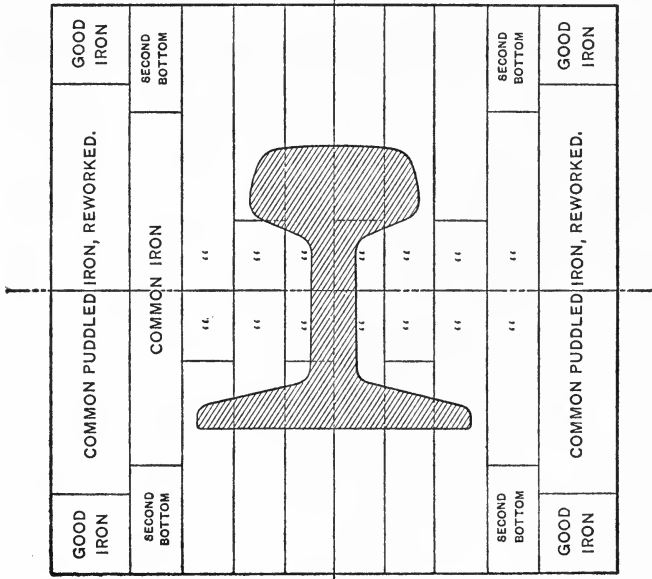 GOOD
IRON
COMMON PUDDLED IRON, REWORKED.
GOOD
IRON
SECOND
BOTTOM
COMMON IRON
SECOND
BOTTOM
“ “
“ “
“ “
“ “
“ “
“ “
SECOND
BOTTOM
“ “
SECOND
BOTTOM
GOOD
IRON
COMMON PUDDLED IRON, REWORKED.
GOOD
IRON